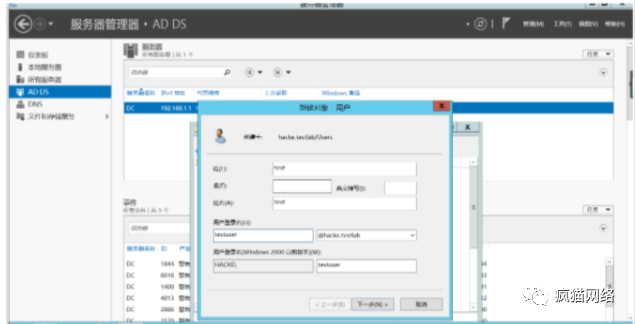 服务器管理器
服务器管理器 · AD DS
管理(M) 工具(T) 视图(V) 帮助(H)
仪表板
本地服务器
所有服务器
AD DS
DNS
文件和存储服务
服务器
所有服务器 | 共 1 个
任务
筛选器
服务器名称 IPv4 地址 可管理性 上次更新 Windows 激活
DC 192.168.1.1
新建对象 - 用户
X
创建于: hacke.testlab/Users
姓(L): test
名(F):
英文缩写(I):
姓名(A): test
用户登录名(U):
testuser @hacke.testlab
用户登录名(Windows 2000 以前版本)(W):
HACKE\ testuser
< 上一步(B) 下一步(N) > 取消
事件
所有事件 | 共 9 个
任务
筛选器
服务器名称 ID
DC 1844 警告
DC 6016 警告
DC 1400 警告
DC 4013 警告
DC 2886 警告
DC 2170 警告
疯猫网络